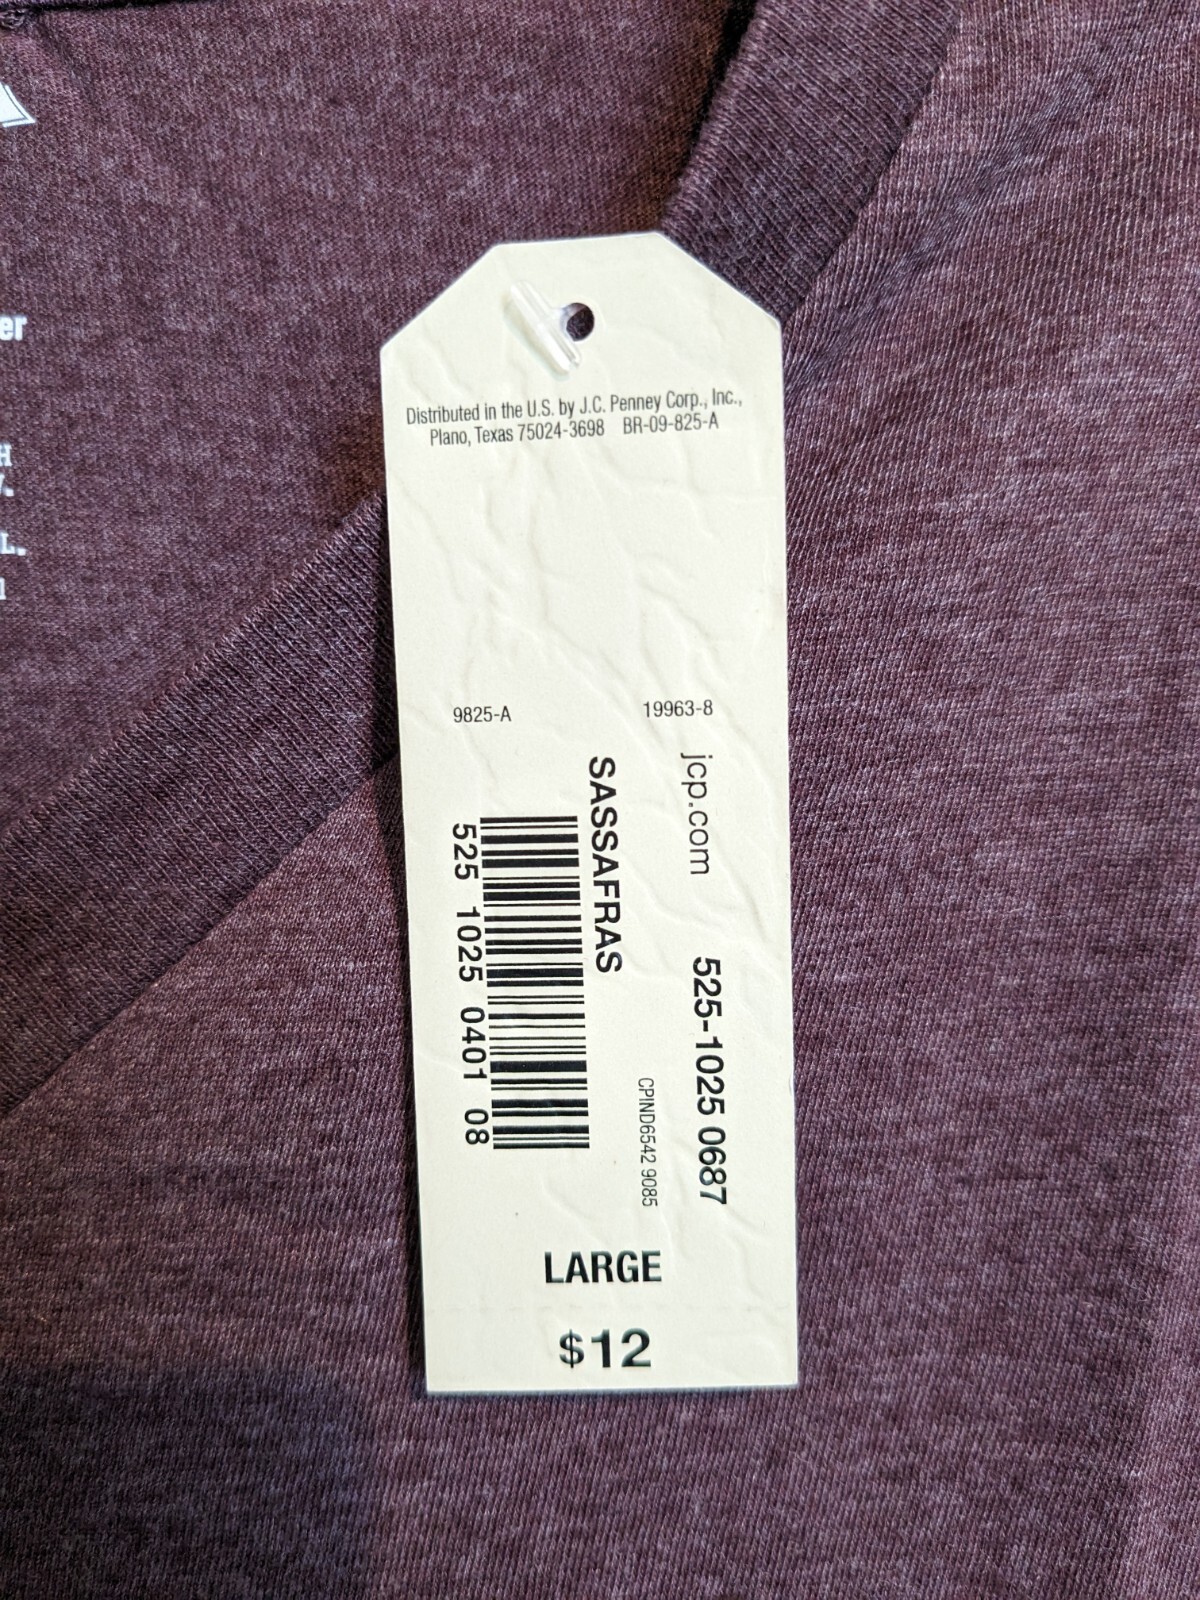 er
H
L.
Distributed in the U.S. by J.C. Penney Corp., Inc.,
Plano, Texas 75024-3698 BR-09-825-A
9825-A 19963-8
jcp.com 525-1025 0687
CPIND6542 9085
SASSAFRAS
525 1025 0401 08
LARGE
$12